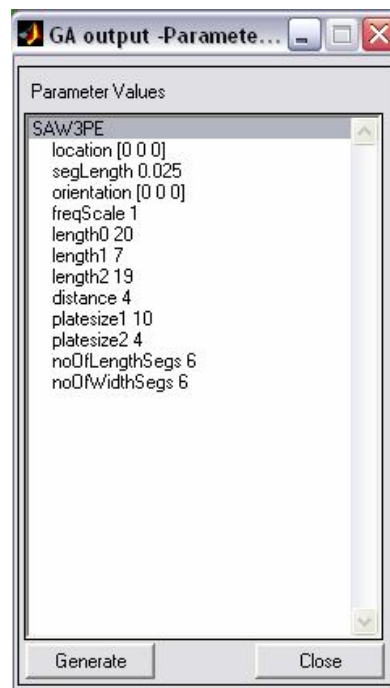 GA output -Paramete...
Parameter Values
SAW3PE
location [0 0 0]
segLength 0.025
orientation [0 0 0]
freqScale 1
length0 20
length1 7
length2 19
distance 4
platesize1 10
platesize2 4
noOfLengthSegs 6
noOfWidthSegs 6
Generate Close